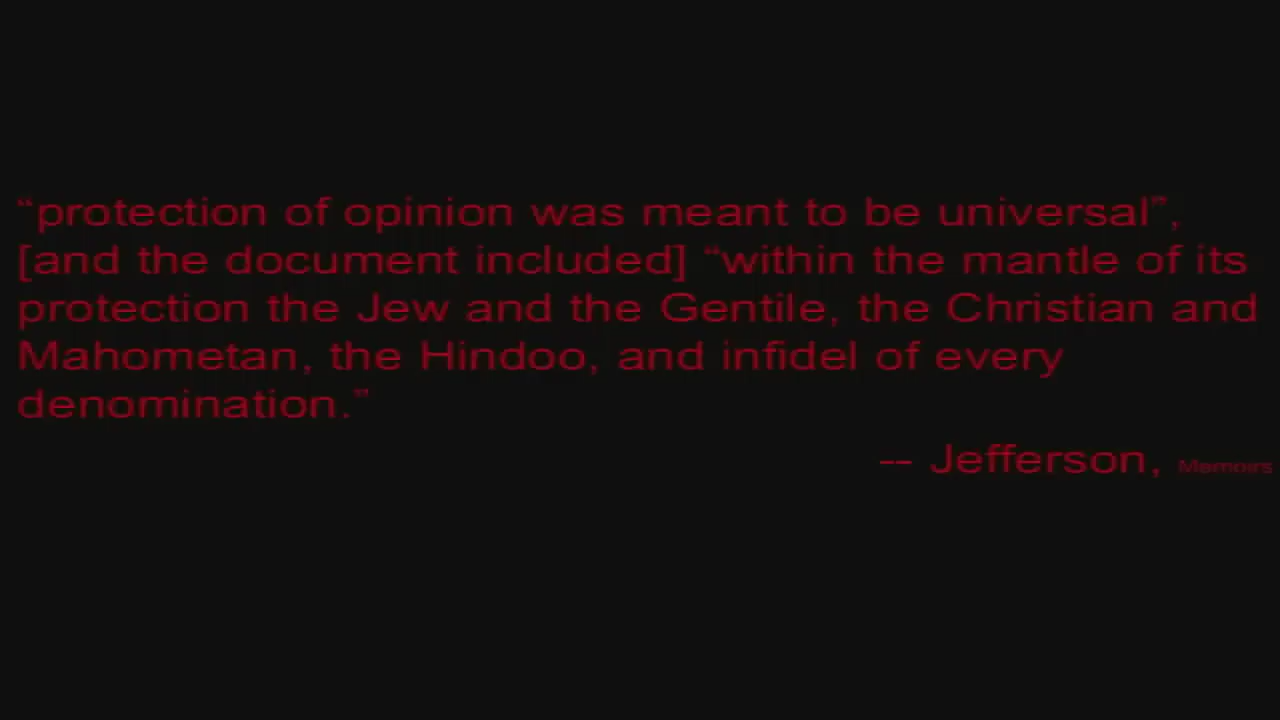 “protection of opinion was meant to be universal”,
[and the document included] “within the mantle of its
protection the Jew and the Gentile, the Christian and
Mahometan, the Hindoo, and infidel of every
denomination.”
-- Jefferson, Memoirs